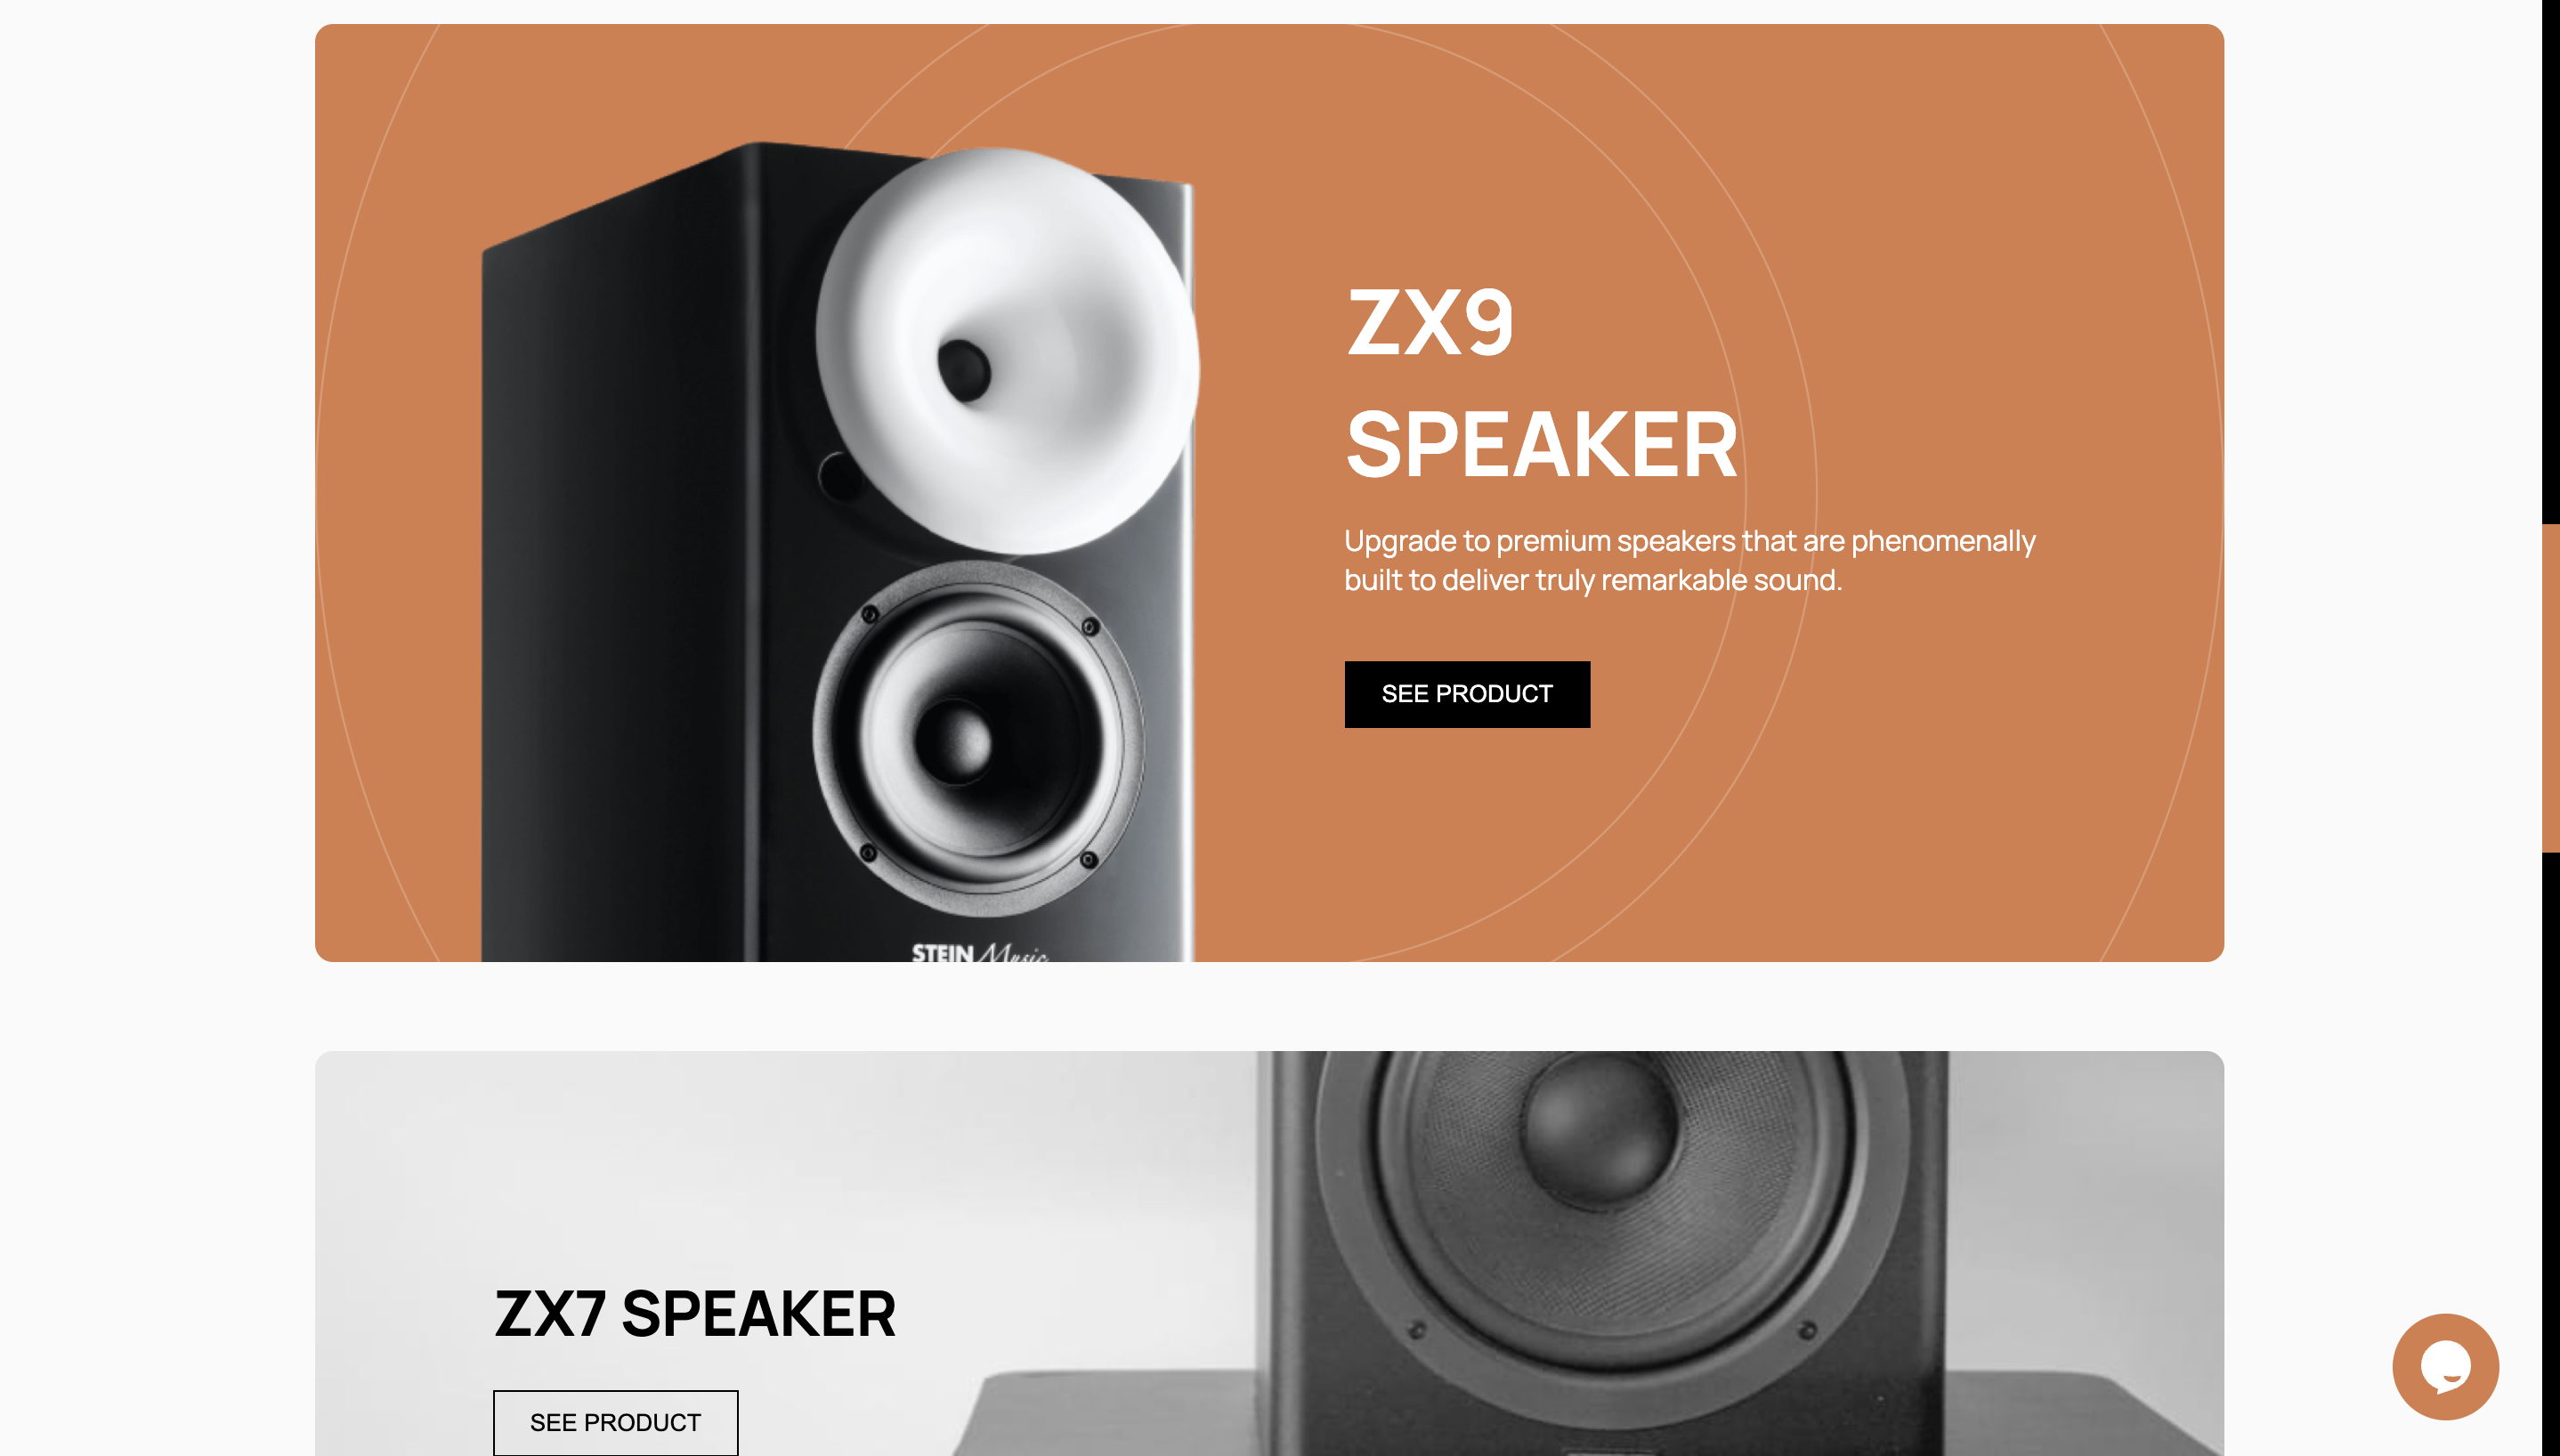 ZX9
SPEAKER
Upgrade to premium speakers that are phenomenally
built to deliver truly remarkable sound.
SEE PRODUCT
STEIN Music
ZX7 SPEAKER
SEE PRODUCT